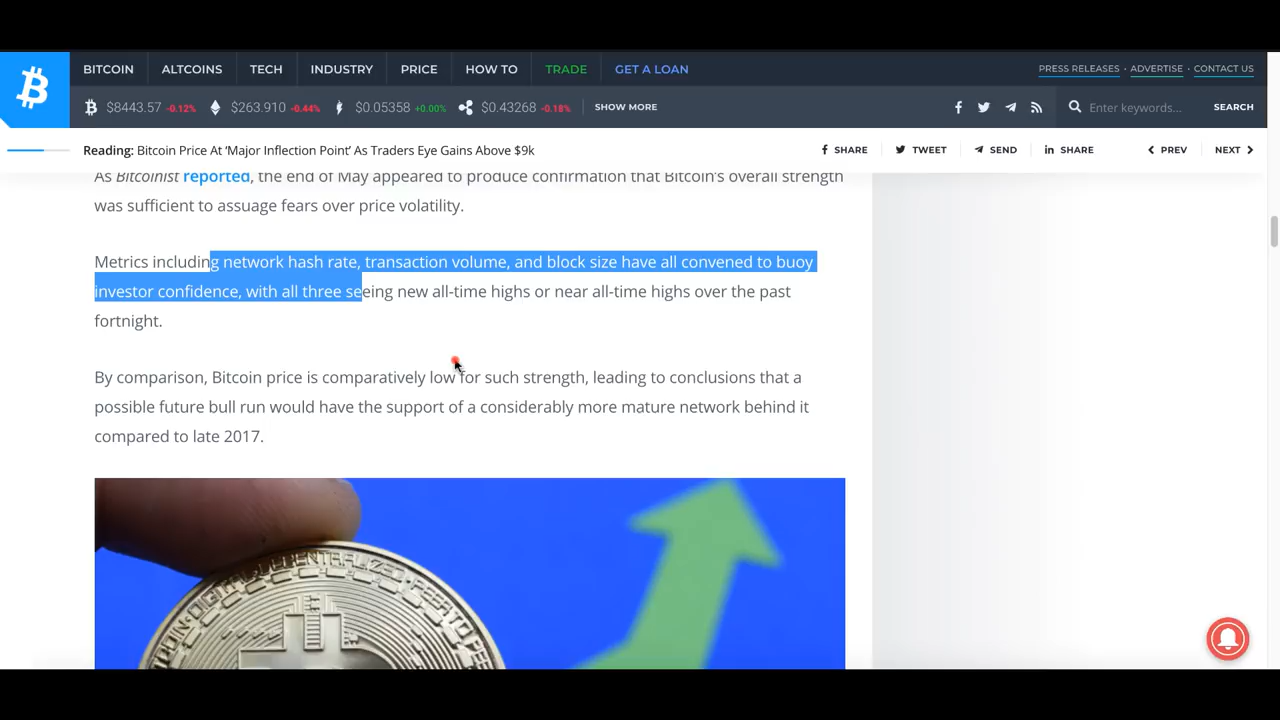 BITCOIN ALTCOINS TECH INDUSTRY PRICE HOW TO TRADE GET A LOAN PRESS RELEASES · ADVERTISE · CONTACT US
$8443.57 -0.12% $263.910 -0.44% $0.05358 +0.00% $0.43268 -0.18% SHOW MORE Enter keywords... SEARCH
Reading: Bitcoin Price At ‘Major Inflection Point’ As Traders Eye Gains Above $9k SHARE TWEET SEND SHARE PREV NEXT
As Bitcoinist reported, the end of May appeared to produce confirmation that Bitcoin’s overall strength
was sufficient to assuage fears over price volatility.
Metrics including network hash rate, transaction volume, and block size have all convened to buoy
investor confidence, with all three seeing new all-time highs or near all-time highs over the past
fortnight.
By comparison, Bitcoin price is comparatively low for such strength, leading to conclusions that a
possible future bull run would have the support of a considerably more mature network behind it
compared to late 2017.